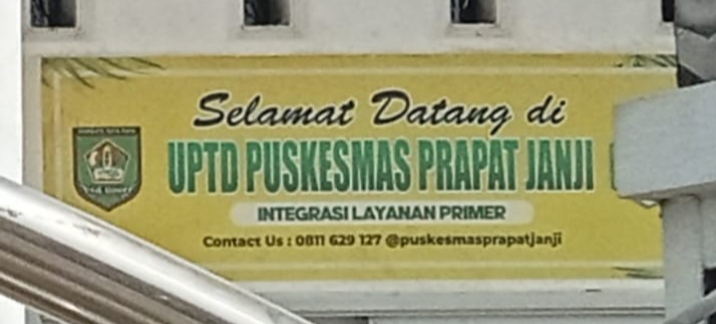 Selamat Datang di
UPTD PUSKESMAS PRAPAT JANJI
INTEGRASI LAYANAN PRIMER
Contact Us : 0811 629 127 @puskesmasprapatjanji